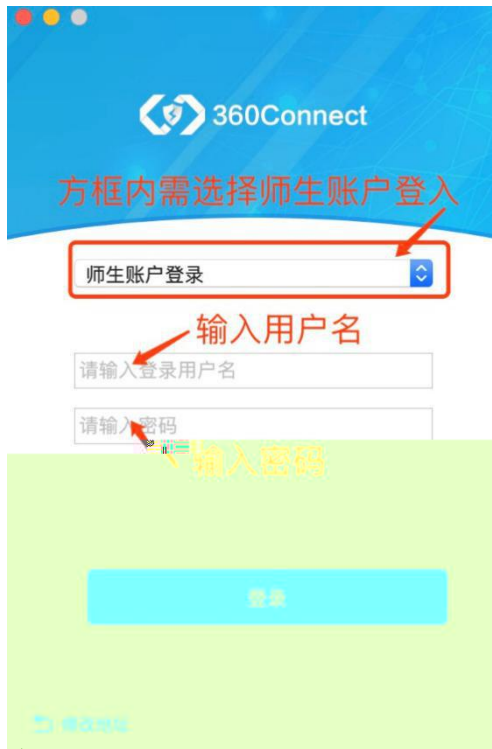 360Connect
方框内需选择师生账户登入
师生账户登录
输入用户名
请输入登录用户名
请输入密码
输入密码
登录
修改地址